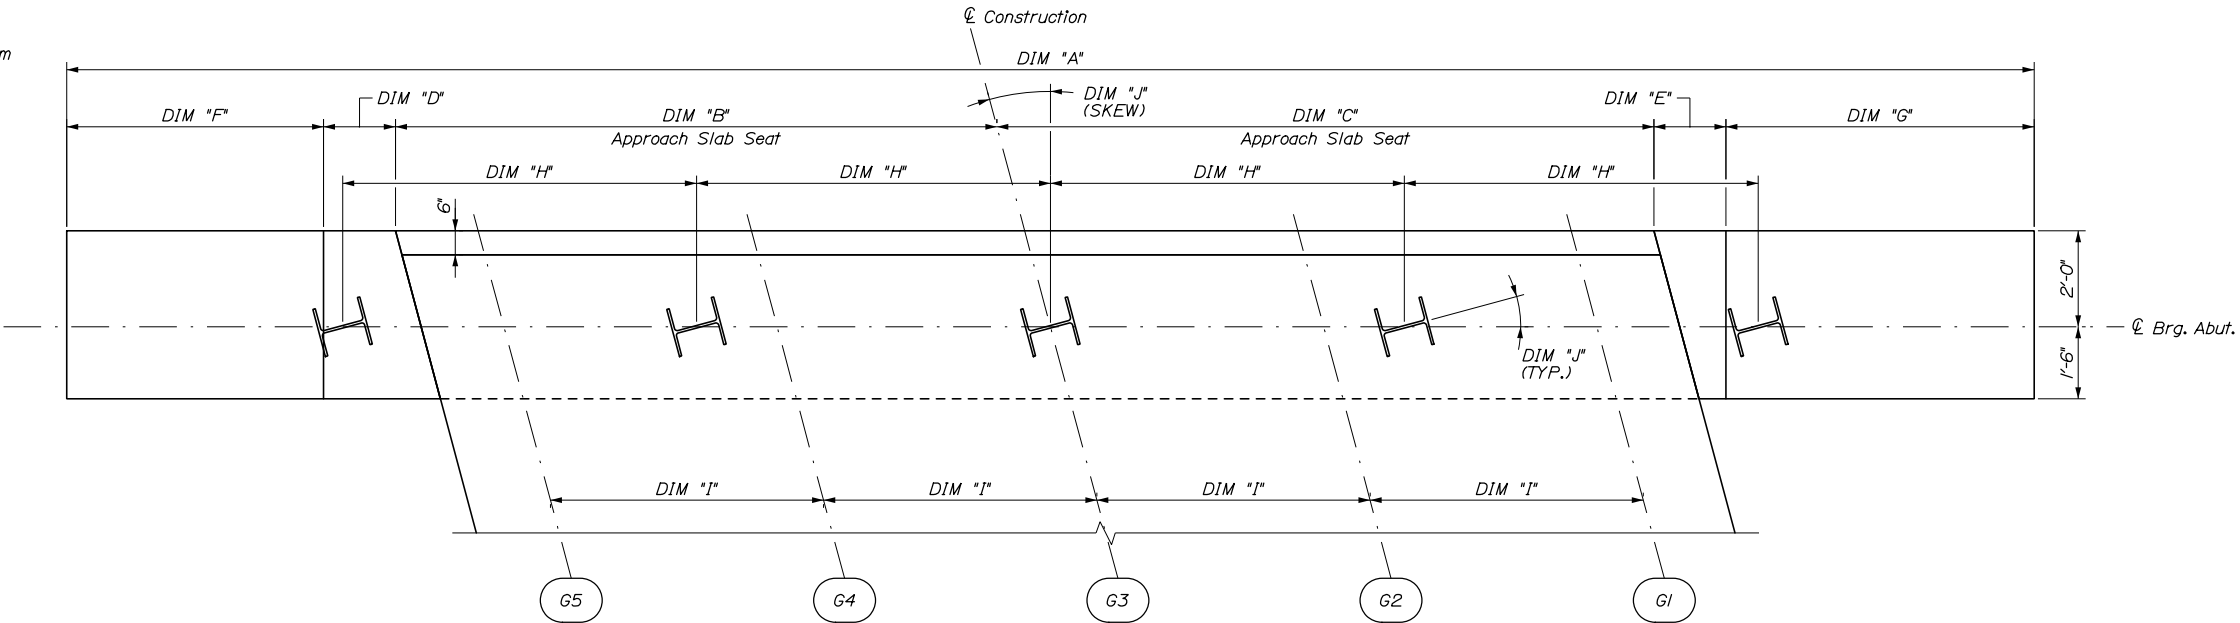 ℄ Construction
m
DIM "A"
DIM "D"
DIM "J"
(SKEW)
DIM "E"
DIM "F"
DIM "B"
DIM "C"
DIM "G"
Approach Slab Seat
Approach Slab Seat
DIM "H"
DIM "H"
DIM "H"
DIM "H"
6"
2'-0"
℄ Brg. Abut.
1'-6"
DIM "J"
(TYP.)
DIM "I"
DIM "I"
DIM "I"
DIM "I"
G5
G4
G3
G2
G1